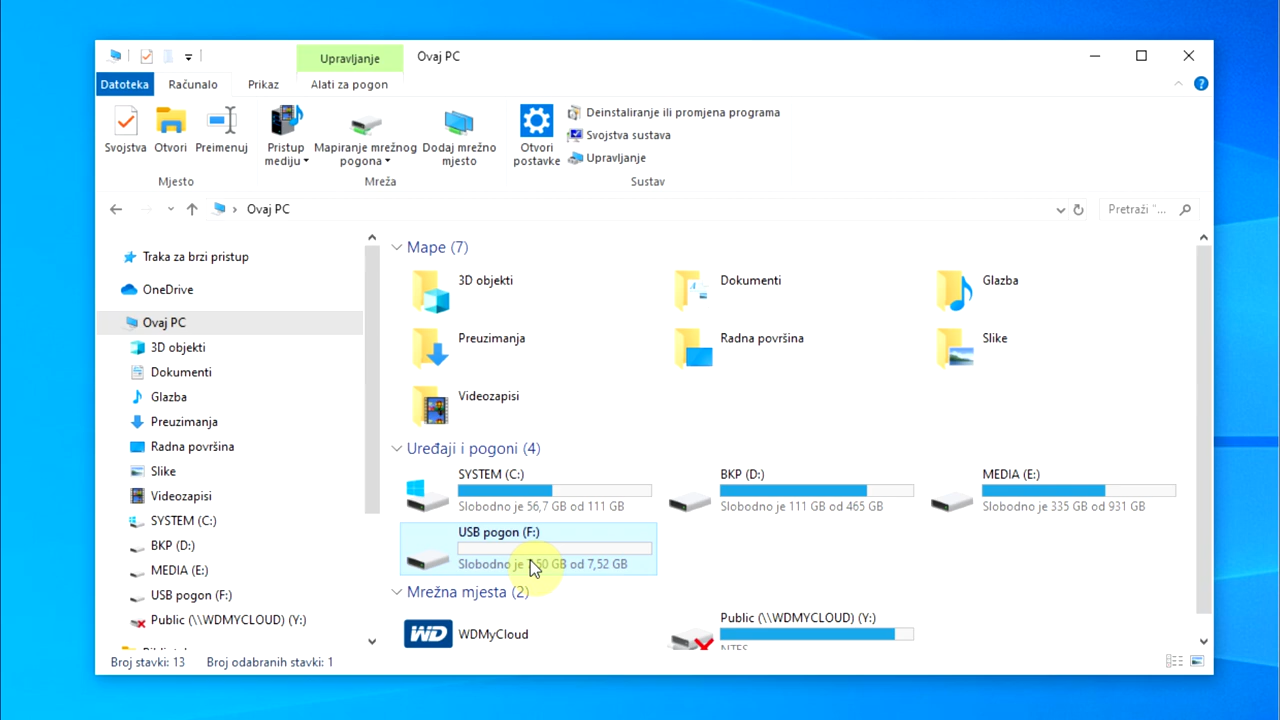 Upravljanje
Ovaj PC
Datoteka
Računalo
Prikaz
Alati za pogon
Svojstva
Otvori
Preimenuj
Mjesto
Pristup
mediju
Mapiranje mrežnog
pogona
Dodaj mrežno
mjesto
Mreža
Otvori
postavke
Deinstaliranje ili promjena programa
Svojstva sustava
Upravljanje
Sustav
Ovaj PC
Pretraži "...
Traka za brzi pristup
OneDrive
Ovaj PC
3D objekti
Dokumenti
Glazba
Preuzimanja
Radna površina
Slike
Videozapisi
SYSTEM (C:)
BKP (D:)
MEDIA (E:)
USB pogon (F:)
Public (\\WDMYCLOUD) (Y:)
Mape (7)
3D objekti
Dokumenti
Glazba
Preuzimanja
Radna površina
Slike
Videozapisi
Uređaji i pogoni (4)
SYSTEM (C:)
Slobodno je 56,7 GB od 111 GB
BKP (D:)
Slobodno je 111 GB od 465 GB
MEDIA (E:)
Slobodno je 335 GB od 931 GB
USB pogon (F:)
Slobodno je 7,50 GB od 7,52 GB
Mrežna mjesta (2)
WD
WDMyCloud
Public (\\WDMYCLOUD) (Y:)
NTFS
Broj stavki: 13
Broj odabranih stavki: 1